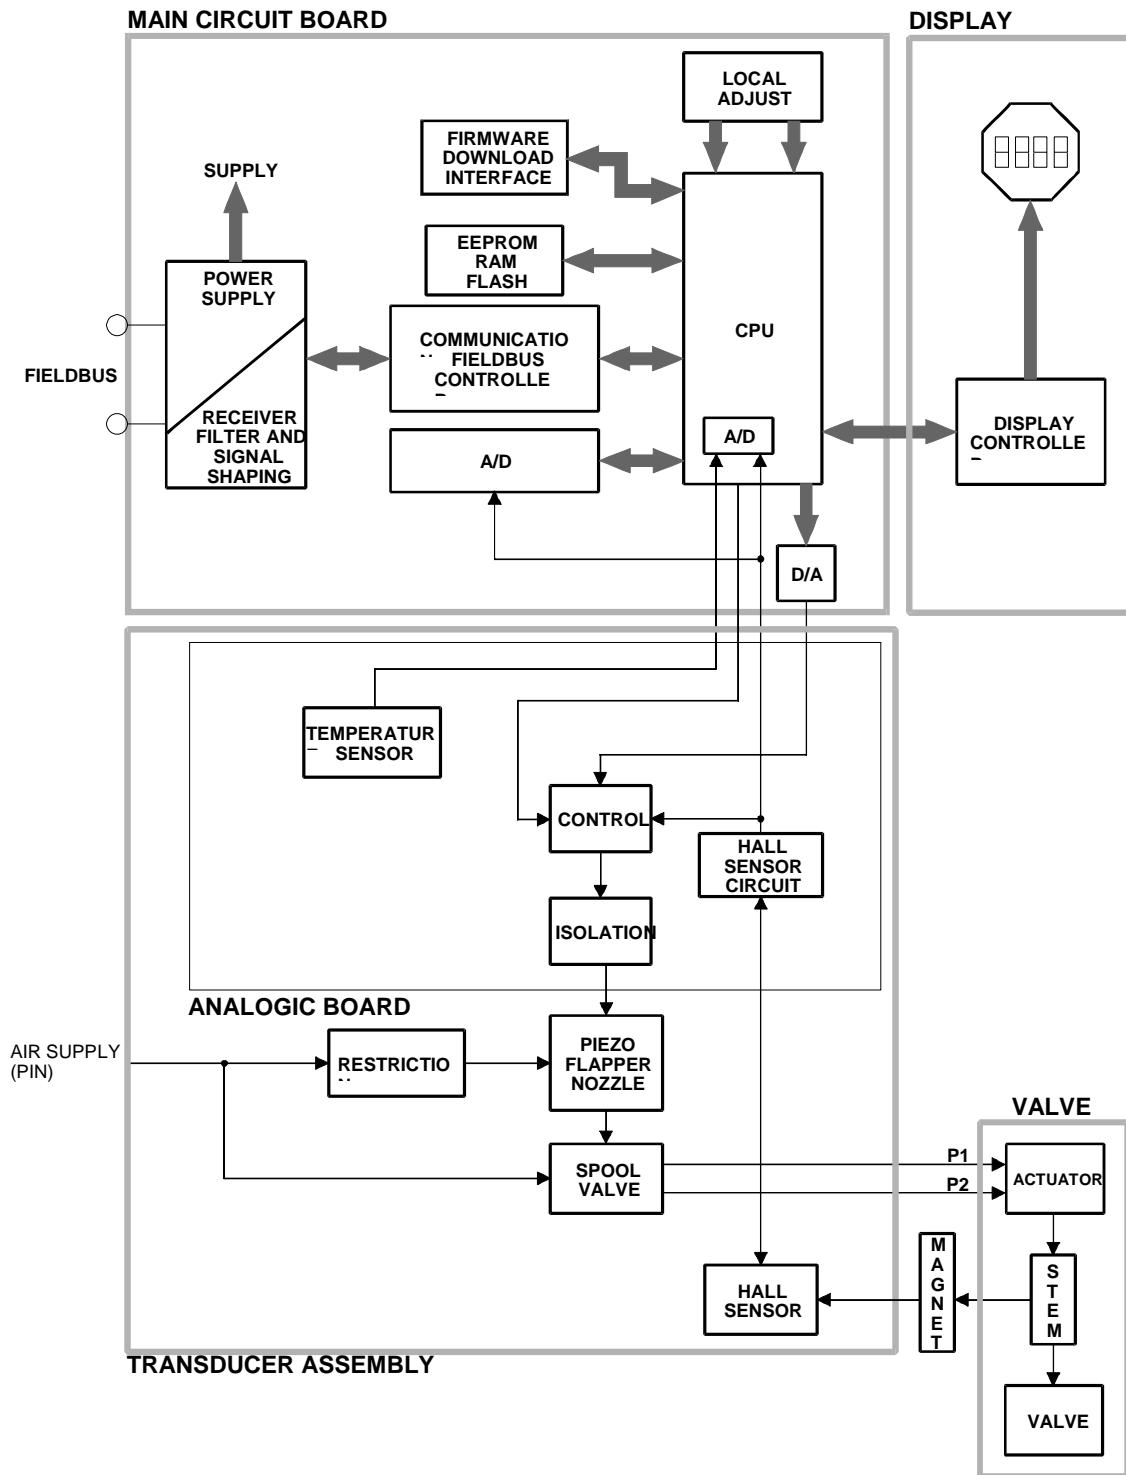 MAIN CIRCUIT BOARD
DISPLAY
LOCAL
ADJUST
FIRMWARE
DOWNLOAD
INTERFACE
SUPPLY
EEPROM
RAM
FLASH
POWER
SUPPLY
COMMUNICATIO
FIELDBUS
CONTROLLE
CPU
FIELDBUS
RECEIVER
FILTER AND
SIGNAL
SHAPING
A/D
A/D
DISPLAY
CONTROLLE
D/A
TEMPERATUR
SENSOR
CONTROL
HALL
SENSOR
CIRCUIT
ISOLATION
ANALOGIC BOARD
AIR SUPPLY
(PIN)
RESTRICTIO
PIEZO
FLAPPER
NOZZLE
VALVE
SPOOL
VALVE
P1
P2
ACTUATOR
MAGNET
STEM
HALL
SENSOR
TRANSDUCER ASSEMBLY
VALVE